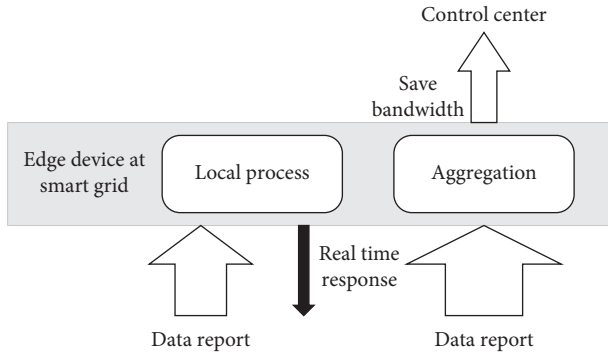 Control center
Save
bandwidth
Edge device at
smart grid
Local process
Aggregation
Real time
response
Data report
Data report